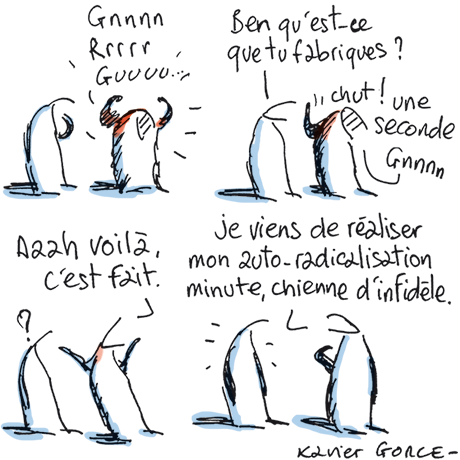 Gnnnn
Rrrrr
Guuuu...
Ben qu'est-ce
que tu fabriques ?
chut ! une
seconde
Gnnnn
Aaah voilà,
c'est fait.
?
je viens de réaliser
mon auto-radicalisation
minute, chienne d'infidèle.
Xavier GORCE-